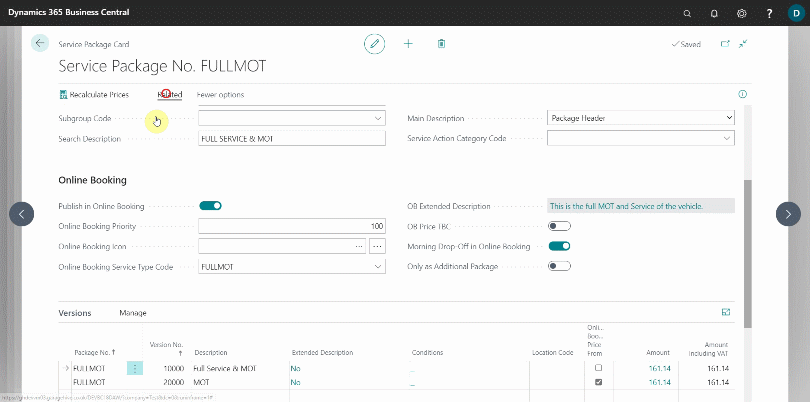 Dynamics 365 Business Central
?
D
Service Package Card
Saved
Service Package No. FULLMOT
Recalculate Prices Related Fewer options
Subgroup Code
Main Description Package Header
Search Description FULL SERVICE & MOT
Service Action Category Code
Online Booking
Publish in Online Booking
OB Extended Description This is the full MOT and Service of the vehicle.
Online Booking Priority 100
OB Price TBC
Online Booking Icon
Morning Drop-Off in Online Booking
Online Booking Service Type Code FULLMOT
Only as Additional Package
Versions Manage
Package No. ↑ Version No. ↑ Description Extended Description Conditions Location Code Onli... Boo... Price From Amount Amount Including VAT
FULLMOT 10000 Full Service & MOT No _ 161.14 161.14
FULLMOT 20000 MOT No _ 161.14 161.14